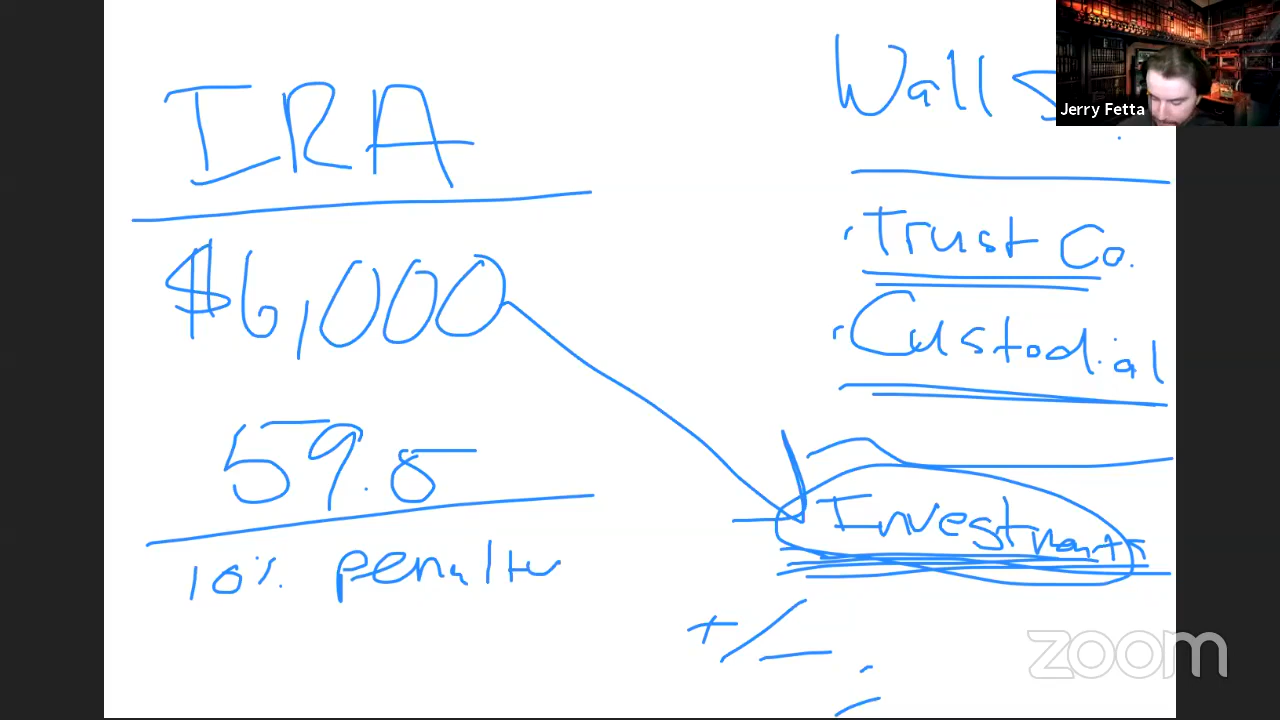 IRA
$6,000
59.5
10% penalty
Wall S
Trust Co.
Custodial
Investments
+/-
Jerry Fetta
zoom